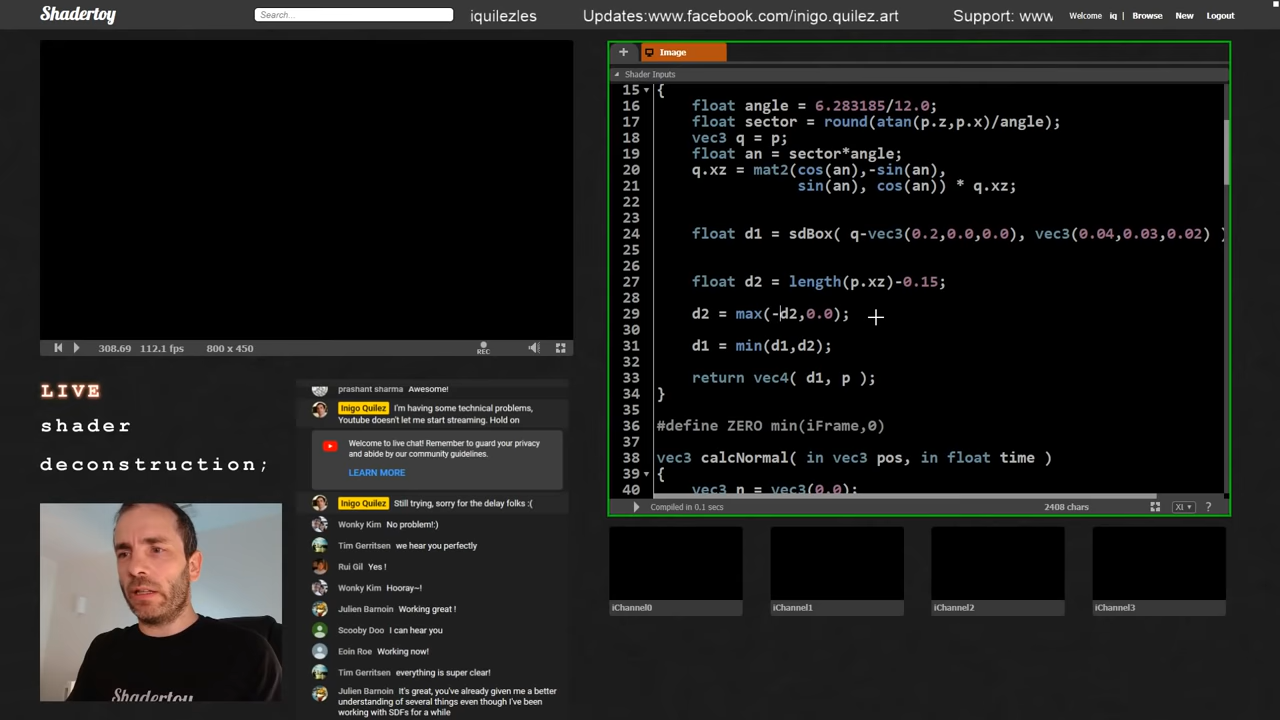 Shadertoy
Search...
iquilezles
Updates:www.facebook.com/inigo.quilez.art
Support: www
Welcome iq | Browse New Logout
+ Image
Shader Inputs
15 {
16 float angle = 6.283185/12.0;
17 float sector = round(atan(p.z,p.x)/angle);
18 vec3 q = p;
19 float an = sector*angle;
20 q.xz = mat2(cos(an),-sin(an),
21 sin(an), cos(an)) * q.xz;
22
23
24 float d1 = sdBox( q-vec3(0.2,0.0,0.0), vec3(0.04,0.03,0.02) )
25
26
27 float d2 = length(p.xz)-0.15;
28
29 d2 = max(-d2,0.0);
30
31 d1 = min(d1,d2);
32
33 return vec4( d1, p );
34 }
35
36 #define ZERO min(iFrame,0)
37
38 vec3 calcNormal( in vec3 pos, in float time )
39 {
40 vec3 n = vec3(0.0);
Compiled in 0.1 secs
2408 chars
XI
?
308.69 112.1 fps 800 x 450
REC
LIVE
shader
deconstruction;
prashant sharma Awesome!
Inigo Quilez I'm having some technical problems,
Youtube doesn't let me start streaming. Hold on
Welcome to live chat! Remember to guard your privacy
and abide by our community guidelines.
LEARN MORE
Inigo Quilez Still trying, sorry for the delay folks :(
Wonky Kim No problem!:)
Tim Gerritsen we hear you perfectly
Rui Gil Yes !
Wonky Kim Hooray~!
Julien Barnoin Working great !
Scooby Doo I can hear you
Eoin Roe Working now!
Tim Gerritsen everything is super clear!
Julien Barnoin It's great, you've already given me a better
understanding of several things even though I've been
working with SDFs for a while
iChannel0
iChannel1
iChannel2
iChannel3
Shadertoy